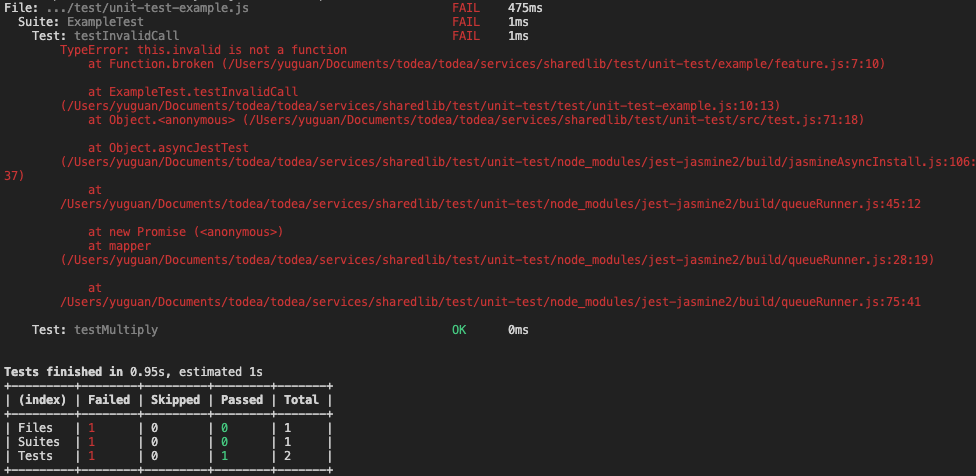 File: .../test/unit-test-example.js FAIL 475ms
Suite: ExampleTest FAIL 1ms
Test: testInvalidCall FAIL 1ms
TypeError: this.invalid is not a function
at Function.broken (/Users/yuguan/Documents/todea/todea/services/sharedlib/test/unit-test/example/feature.js:7:10)
at ExampleTest.testInvalidCall
(/Users/yuguan/Documents/todea/todea/services/sharedlib/test/unit-test/test/unit-test-example.js:10:13)
at Object.<anonymous> (/Users/yuguan/Documents/todea/todea/services/sharedlib/test/unit-test/src/test.js:71:18)
at Object.asyncJestTest
(/Users/yuguan/Documents/todea/todea/services/sharedlib/test/unit-test/node_modules/jest-jasmine2/build/jasmineAsyncInstall.js:106:
37)
at
/Users/yuguan/Documents/todea/todea/services/sharedlib/test/unit-test/node_modules/jest-jasmine2/build/queueRunner.js:45:12
at new Promise (<anonymous>)
at mapper
(/Users/yuguan/Documents/todea/todea/services/sharedlib/test/unit-test/node_modules/jest-jasmine2/build/queueRunner.js:28:19)
at
/Users/yuguan/Documents/todea/todea/services/sharedlib/test/unit-test/node_modules/jest-jasmine2/build/queueRunner.js:75:41
Test: testMultiply OK 0ms
Tests finished in 0.95s, estimated 1s
| (index) | Failed | Skipped | Passed | Total |
| Files | 1 | 0 | 0 | 1 |
| Suites | 1 | 0 | 0 | 1 |
| Tests | 1 | 0 | 1 | 2 |